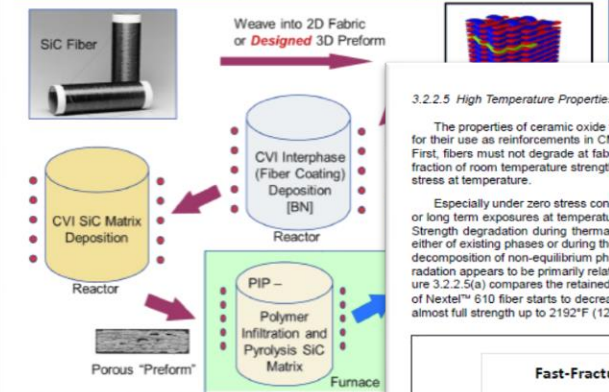 SiC Fiber
Weave into 2D Fabric
or Designed 3D Preform
CVI Interphase
(Fiber Coating)
Deposition
[BN]
Reactor
CVI SiC Matrix
Deposition
Reactor
Porous "Preform"
PIP –
Polymer
Infiltration and
Pyrolysis SiC
Matrix
Furnace
3.2.2.5 High Temperature Properties
The properties of ceramic oxide
for their use as reinforcements in CM
First, fibers must not degrade at fab
fraction of room temperature strength
stress at temperature.
Especially under zero stress con
or long term exposures at temperatu
Strength degradation during therma
either of existing phases or during th
decomposition of non-equilibrium ph
radation appears to be primarily relat
ure 3.2.2.5(a) compares the retained
of Nextel™ 610 fiber starts to decrea
almost full strength up to 2192°F (12
Fast-Fractu